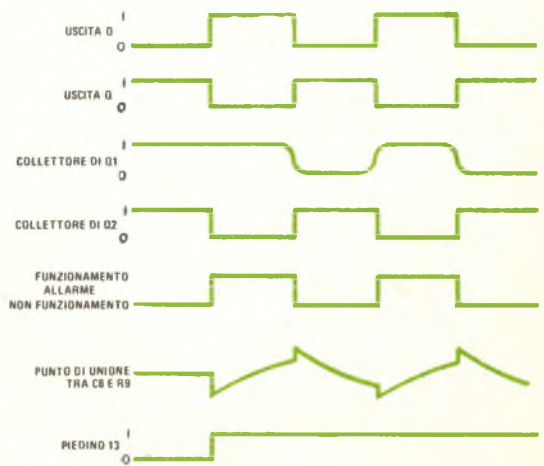 1
USCITA Q
0
1
USCITA Q
0
1
COLLETTORE DI Q1
0
1
COLLETTORE DI Q2
0
FUNZIONAMENTO
ALLARME
NON FUNZIONAMENTO
PUNTO DI UNIONE
TRA C6 E R9
1
PIEDINO 13
0